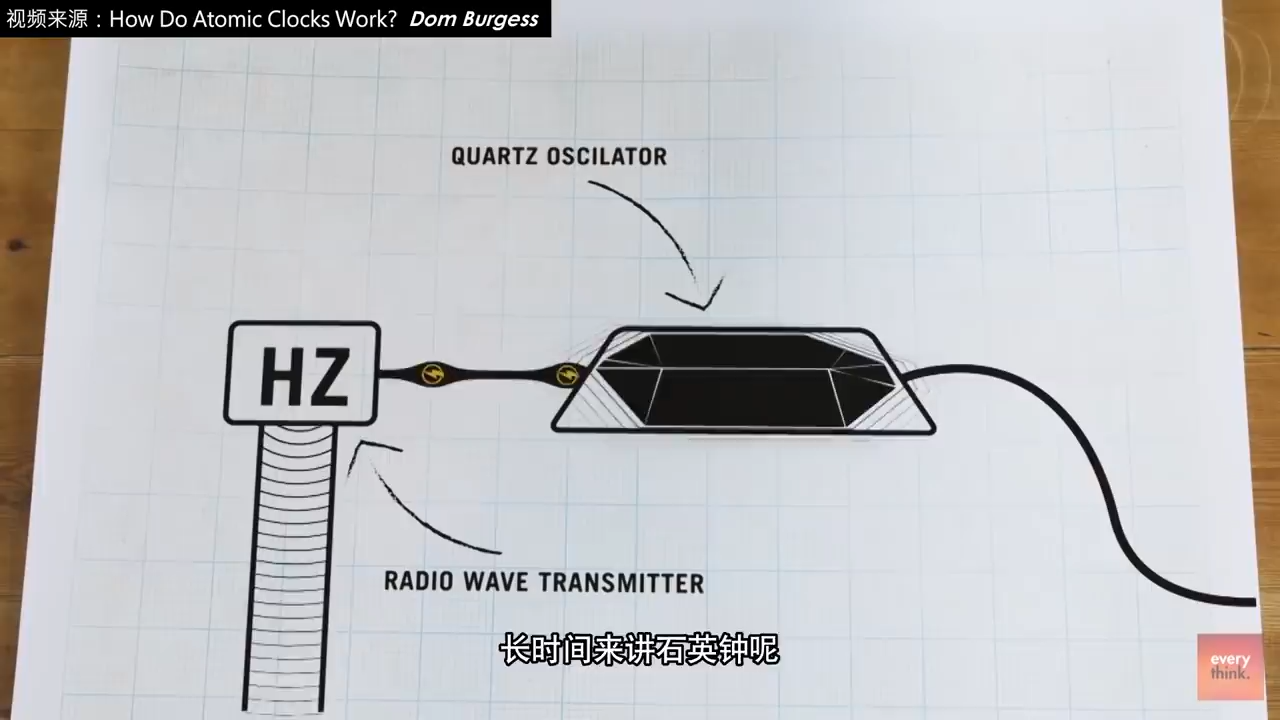 视频来源：How Do Atomic Clocks Work? Dom Burgess
QUARTZ OSCILATOR
HZ
RADIO WAVE TRANSMITTER
长时间来讲石英钟呢
every
think.